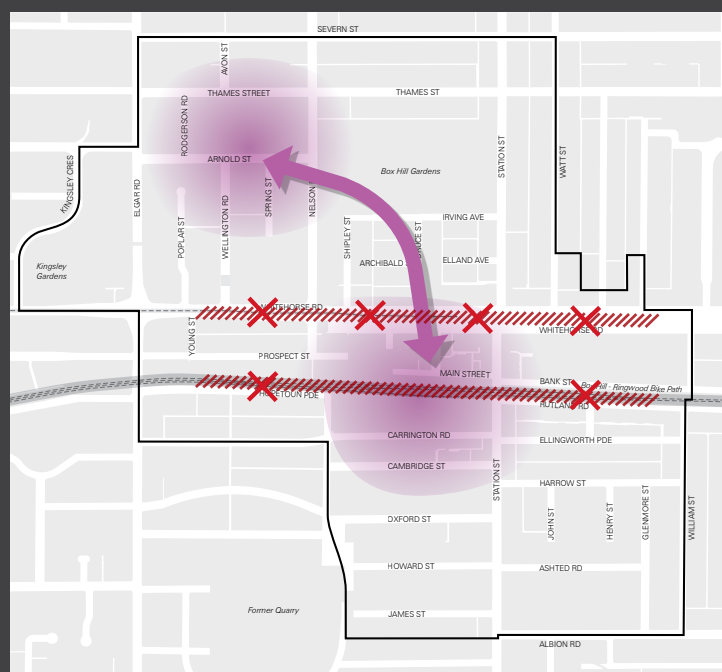 SEVERN ST
AVON ST
THAMES STREET
THAMES ST
RODGERSON RD
ARNOLD ST
STATION ST
WATT ST
Box Hill Gardens
KINGSLEY CRES
ELGAR RD
SPRING ST
NELSON
POPLAR ST
WELLINGTON RD
SHIPLEY ST
IRVING AVE
ARCHIBALD
ELLAND AVE
Kingsley
Gardens
WHITEHORSE RD
WHITEHORSE RD
YOUNG ST
PROSPECT ST
MAIN STREET
BANK ST
Box Hill - Ringwood Bike Path
HOPETOUN PDE
RUTLAND RD
CARRINGTON RD
ELLINGWORTH PDE
CAMBRIDGE ST
STATION ST
HARROW ST
OXFORD ST
JOHN ST
HENRY ST
GLENMORE ST
WILLIAM ST
HOWARD ST
ASHTED RD
Former Quarry
JAMES ST
ALBION RD